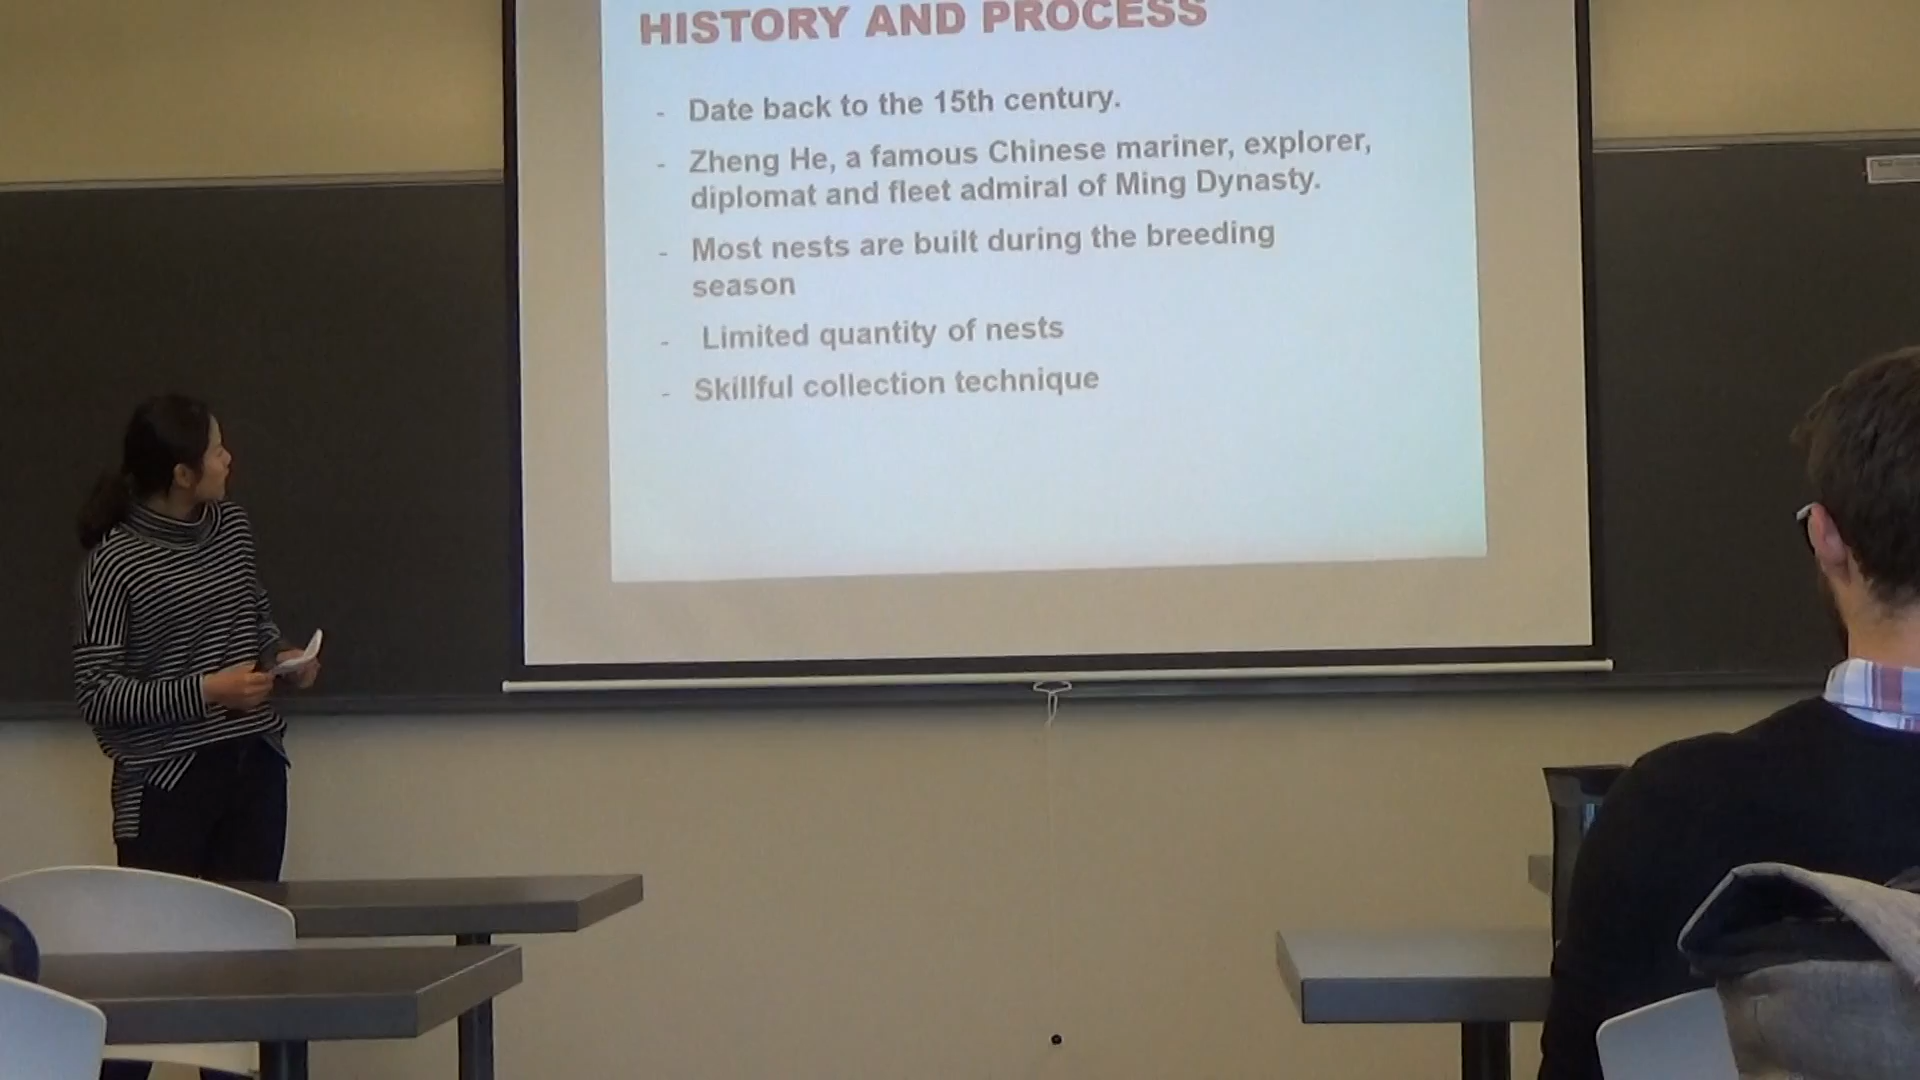 HISTORY AND PROCESS
- Date back to the 15th century.
- Zheng He, a famous Chinese mariner, explorer,
diplomat and fleet admiral of Ming Dynasty.
- Most nests are built during the breeding
season
- Limited quantity of nests
- Skillful collection technique